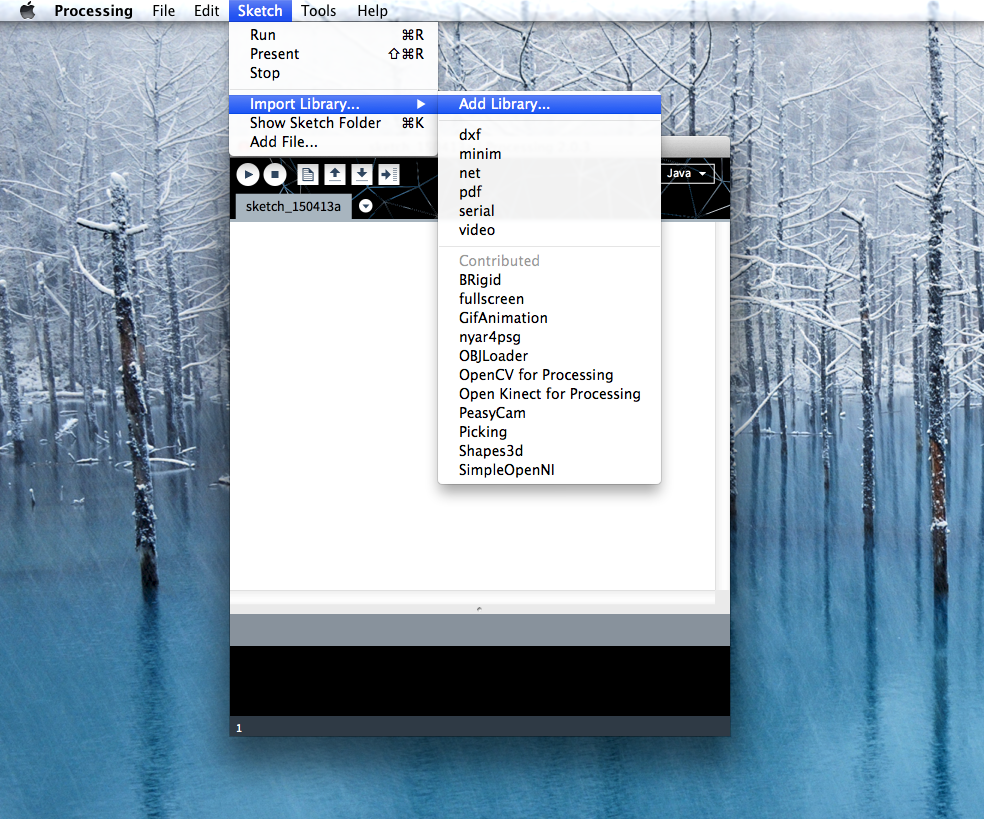 Processing File Edit Sketch Tools Help
Run ⌘R
Present ⇧⌘R
Stop
Import Library... ▶
Show Sketch Folder ⌘K
Add File...
Add Library...
dxf
minim
net
pdf
serial
video
Contributed
BRigid
fullscreen
GifAnimation
nyar4psg
OBJLoader
OpenCV for Processing
Open Kinect for Processing
PeasyCam
Picking
Shapes3d
SimpleOpenNI
Java
sketch_150413a
1